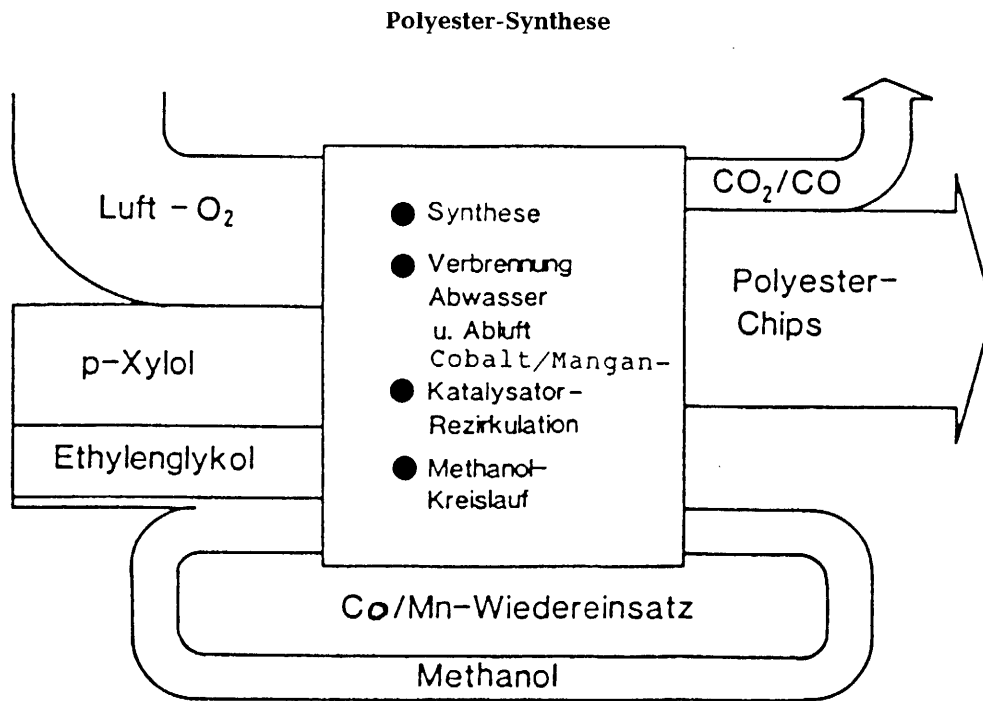 Polyester-Synthese
Luft - O₂
p-Xylol
Ethylenglykol
● Synthese
● Verbrennung
Abwasser
u. Abluft
Cobalt/Mangan-
● Katalysator-
Rezirkulation
● Methanol-
Kreislauf
CO₂/CO
Polyester-
Chips
Co/Mn-Wiedereinsatz
Methanol